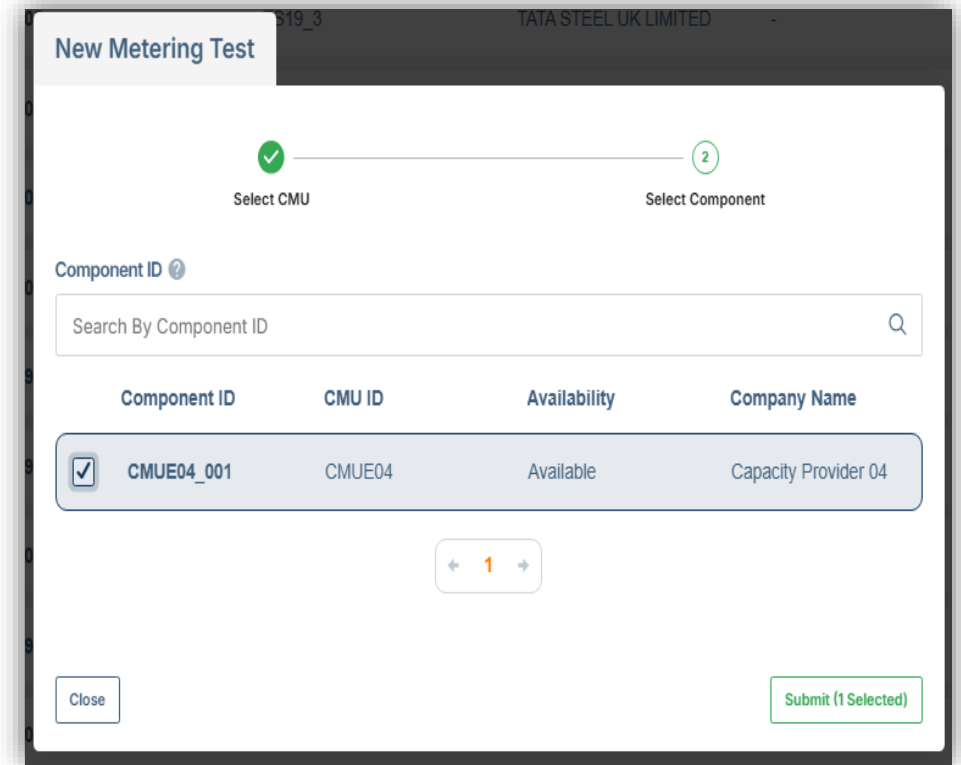 S19_3 TATA STEEL UK LIMITED -
New Metering Test
2
Select CMU Select Component
Component ID ?
Search By Component ID
Component ID CMU ID Availability Company Name
CMUE04_001 CMUE04 Available Capacity Provider 04
1
Close Submit (1 Selected)